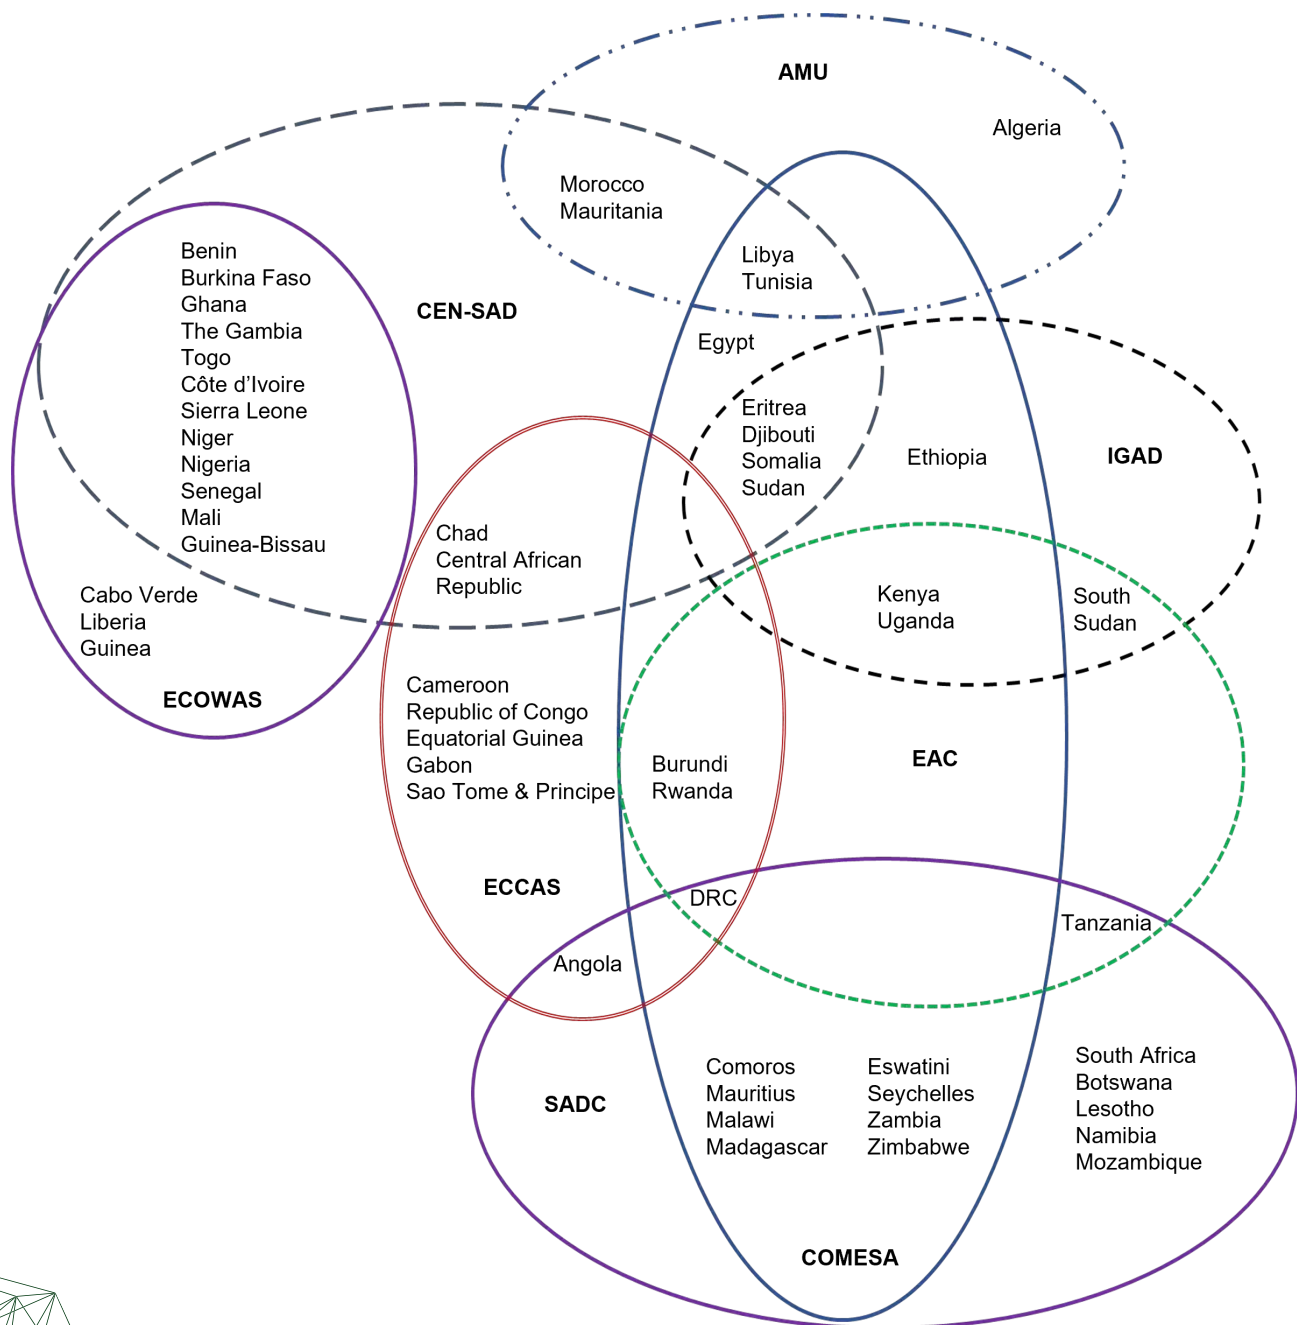 AMU
Algeria
Morocco
Mauritania
Libya
Tunisia
Benin
Burkina Faso
Ghana
The Gambia
Togo
Côte d’Ivoire
Sierra Leone
Niger
Nigeria
Senegal
Mali
Guinea-Bissau
CEN-SAD
Egypt
Eritrea
Djibouti
Somalia
Sudan
Ethiopia
IGAD
Chad
Central African
Republic
Cabo Verde
Liberia
Guinea
ECOWAS
Kenya
Uganda
South
Sudan
Cameroon
Republic of Congo
Equatorial Guinea
Gabon
Sao Tome & Principe
Burundi
Rwanda
EAC
ECCAS
DRC
Tanzania
Angola
SADC
Comoros
Mauritius
Malawi
Madagascar
Eswatini
Seychelles
Zambia
Zimbabwe
South Africa
Botswana
Lesotho
Namibia
Mozambique
COMESA